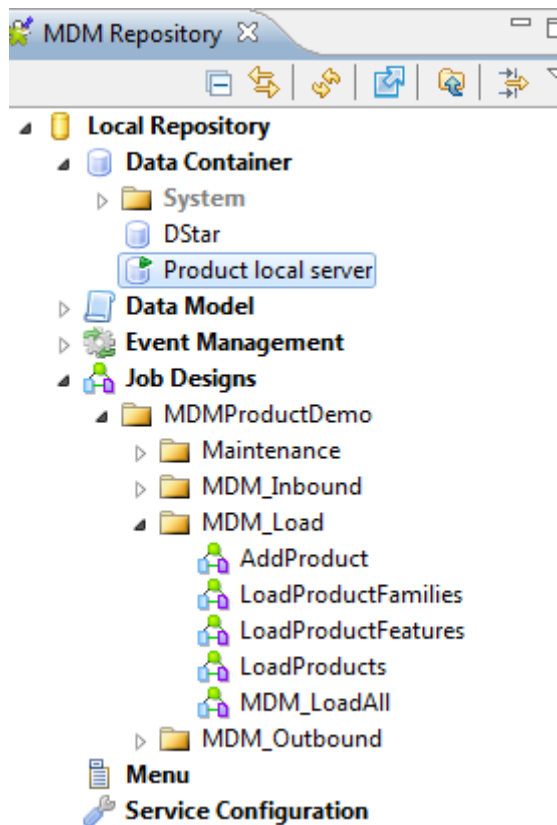 MDM Repository
Local Repository
Data Container
System
DStar
Product local server
Data Model
Event Management
Job Designs
MDMProductDemo
Maintenance
MDM_Inbound
MDM_Load
AddProduct
LoadProductFamilies
LoadProductFeatures
LoadProducts
MDM_LoadAll
MDM_Outbound
Menu
Service Configuration